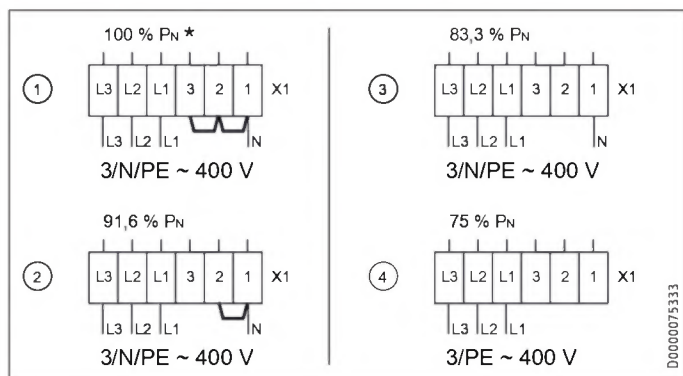 100 % PN *
1
L3 L2 L1 3 2 1 X1
L3 L2 L1 N
3/N/PE ~ 400 V
91,6 % PN
2
L3 L2 L1 3 2 1 X1
L3 L2 L1 N
3/N/PE ~ 400 V
83,3 % PN
3
L3 L2 L1 3 2 1 X1
L3 L2 L1 N
3/N/PE ~ 400 V
75 % PN
4
L3 L2 L1 3 2 1 X1
L3 L2 L1
3/PE ~ 400 V
D0000075333